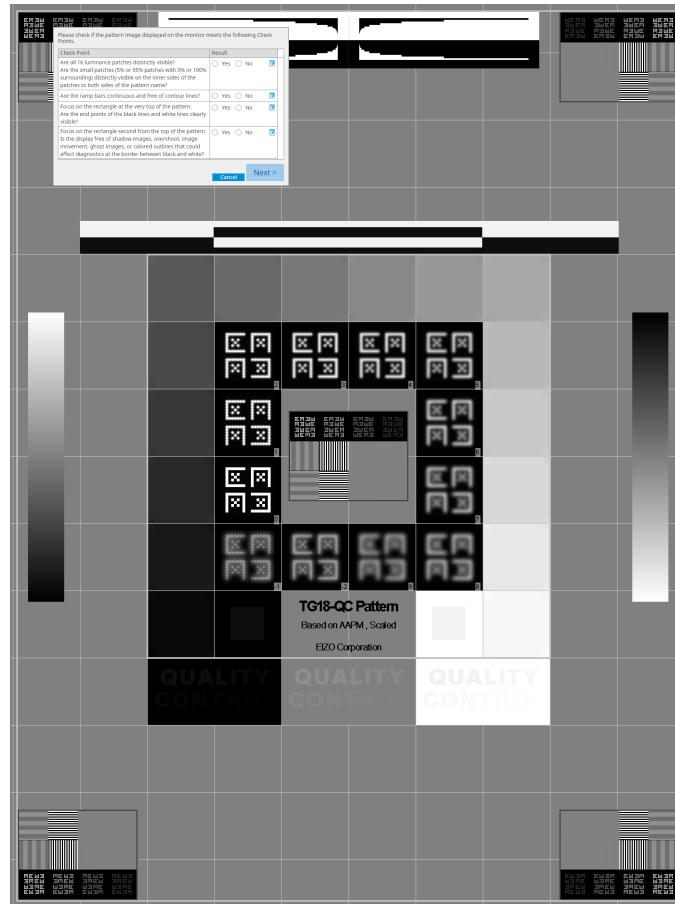 Please check if the pattern image displayed on the monitor meets the following Check
Points.
Check Point Result
Are all 16 luminance patches distinctly visible?
Are the small patches (5% or 95% patches with 0% or 100%
surrounding) distinctly visible on the inner sides of the
patches to both sides of the pattern name?
Yes No
Are the ramp bars continuous and free of contour lines?
Yes No
Focus on the rectangle at the very top of the pattern.
Are the end points of the black lines and white lines clearly
visible?
Yes No
Focus on the rectangle second from the top of the pattern.
Is the display free of shadow images, overshoot, image
movement, ghost images, or colored outlines that could
affect diagnostics at the border between black and white?
Yes No
Cancel Next >
TG18-QC Pattern
Based on AAPM , Scaled
EIZO Corporation
QUALITY QUALITY QUALITY
CONTROL CONTROL CONTROL